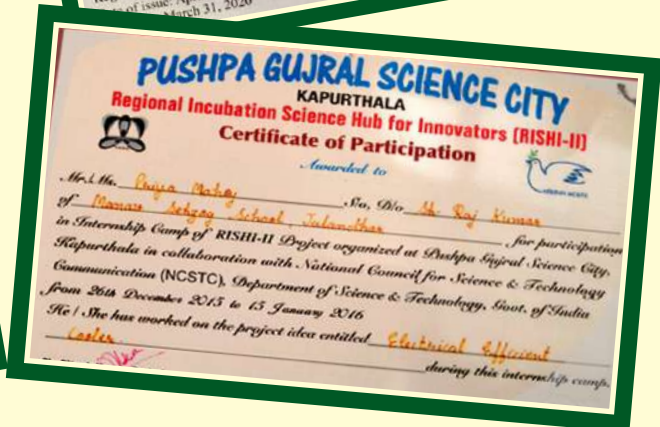 of issue:
March 31, 2020
PUSHPA GUJRAL SCIENCE CITY
KAPURTHALA
Regional Incubation Science Hub for Innovators (RISHI-II)
Certificate of Participation
Awarded to
Mr./Ms. Priya S/o, D/o Sh. Raj Kumar
of School, Jalandhar, for participation
in Internship Camp of RISHI-II Project organized at Pushpa Gujral Science City,
Kapurthala in collaboration with National Council for Science & Technology
Communication (NCSTC), Department of Science & Technology, Govt. of India
from 26th December 2015 to 15 January 2016
He / She has worked on the project idea entitled Electrical Efficient
Cooler during this internship camp.